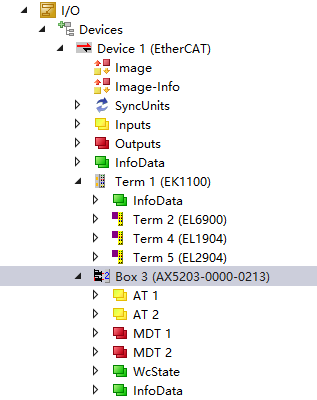 I/O
Devices
Device 1 (EtherCAT)
Image
Image-Info
SyncUnits
Inputs
Outputs
InfoData
Term 1 (EK1100)
InfoData
Term 2 (EL6900)
Term 4 (EL1904)
Term 5 (EL2904)
Box 3 (AX5203-0000-0213)
AT 1
AT 2
MDT 1
MDT 2
WcState
InfoData